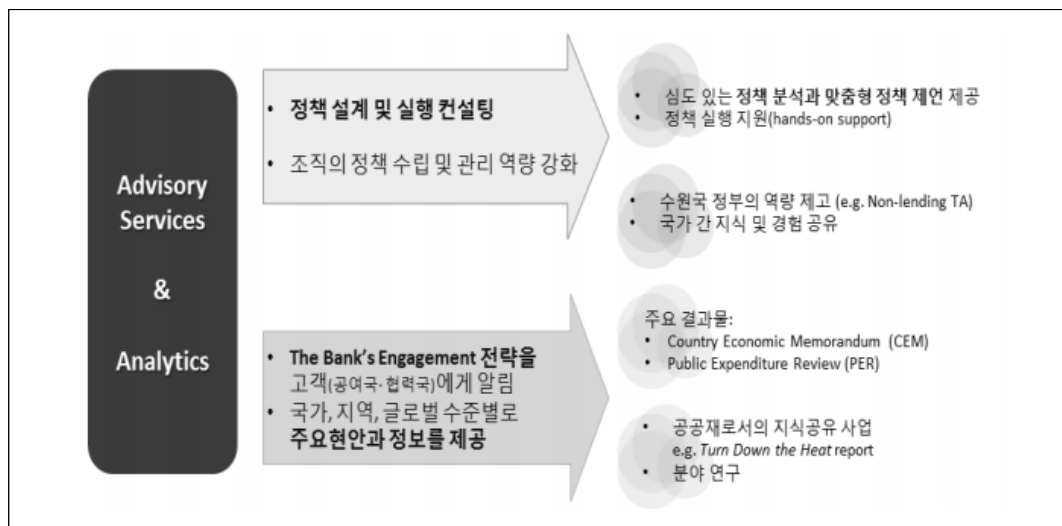 Advisory
Services
&
Analytics
• 정책 설계 및 실행 컨설팅
• 조직의 정책 수립 및 관리 역량 강화
• 심도 있는 정책 분석과 맞춤형 정책 제언 제공
• 정책 실행 지원(hands-on support)
• 수원국 정부의 역량 제고 (e.g. Non-lending TA)
• 국가 간 지식 및 경험 공유
• The Bank's Engagement 전략을
고객(공여국·협력국)에게 알림
• 국가, 지역, 글로벌 수준별로
주요현안과 정보를 제공
주요 결과물:
• Country Economic Memorandum (CEM)
• Public Expenditure Review (PER)
• 공공재로서의 지식공유 사업
e.g. Turn Down the Heat report
• 분야 연구